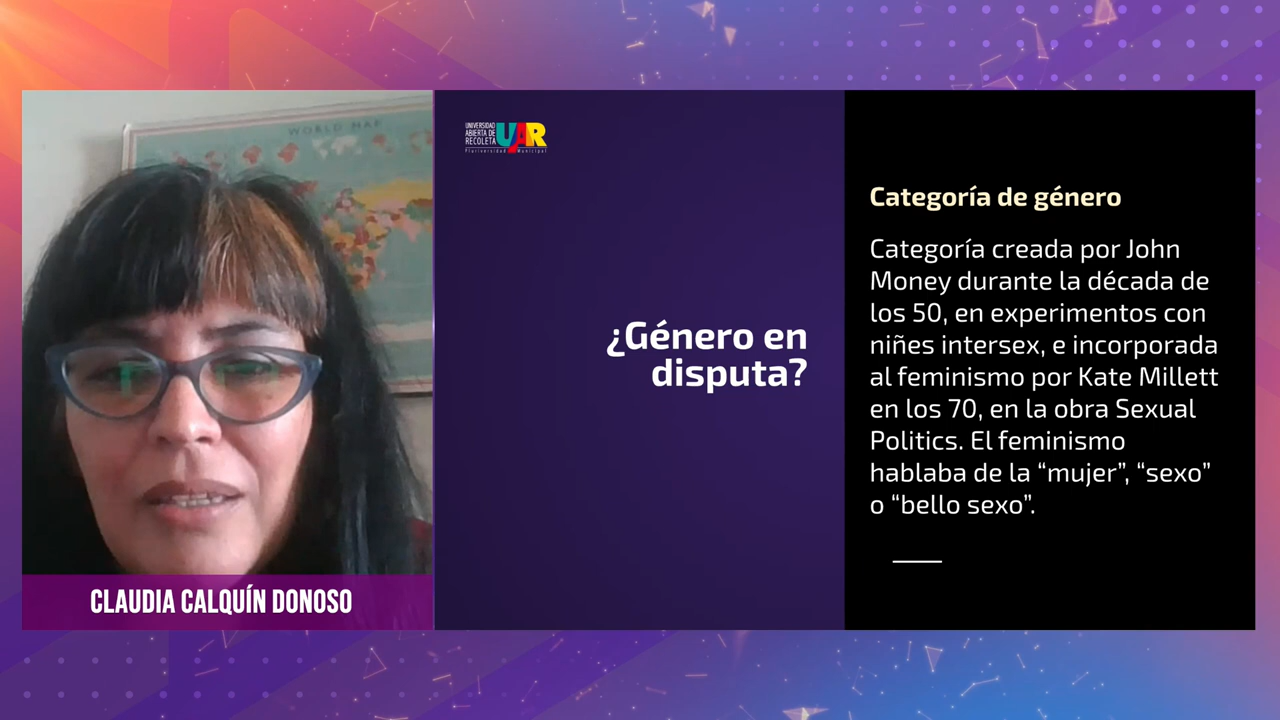 WORLD MAP
CLAUDIA CALQUÍN DONOSO
UNIVERSIDAD
ABIERTA DE
RECOLETA
UAR
Pluriversidad Municipal
¿Género en
disputa?
Categoría de género
Categoría creada por John
Money durante la década de
los 50, en experimentos con
niñes intersex, e incorporada
al feminismo por Kate Millett
en los 70, en la obra Sexual
Politics. El feminismo
hablaba de la “mujer”, “sexo”
o “bello sexo”.